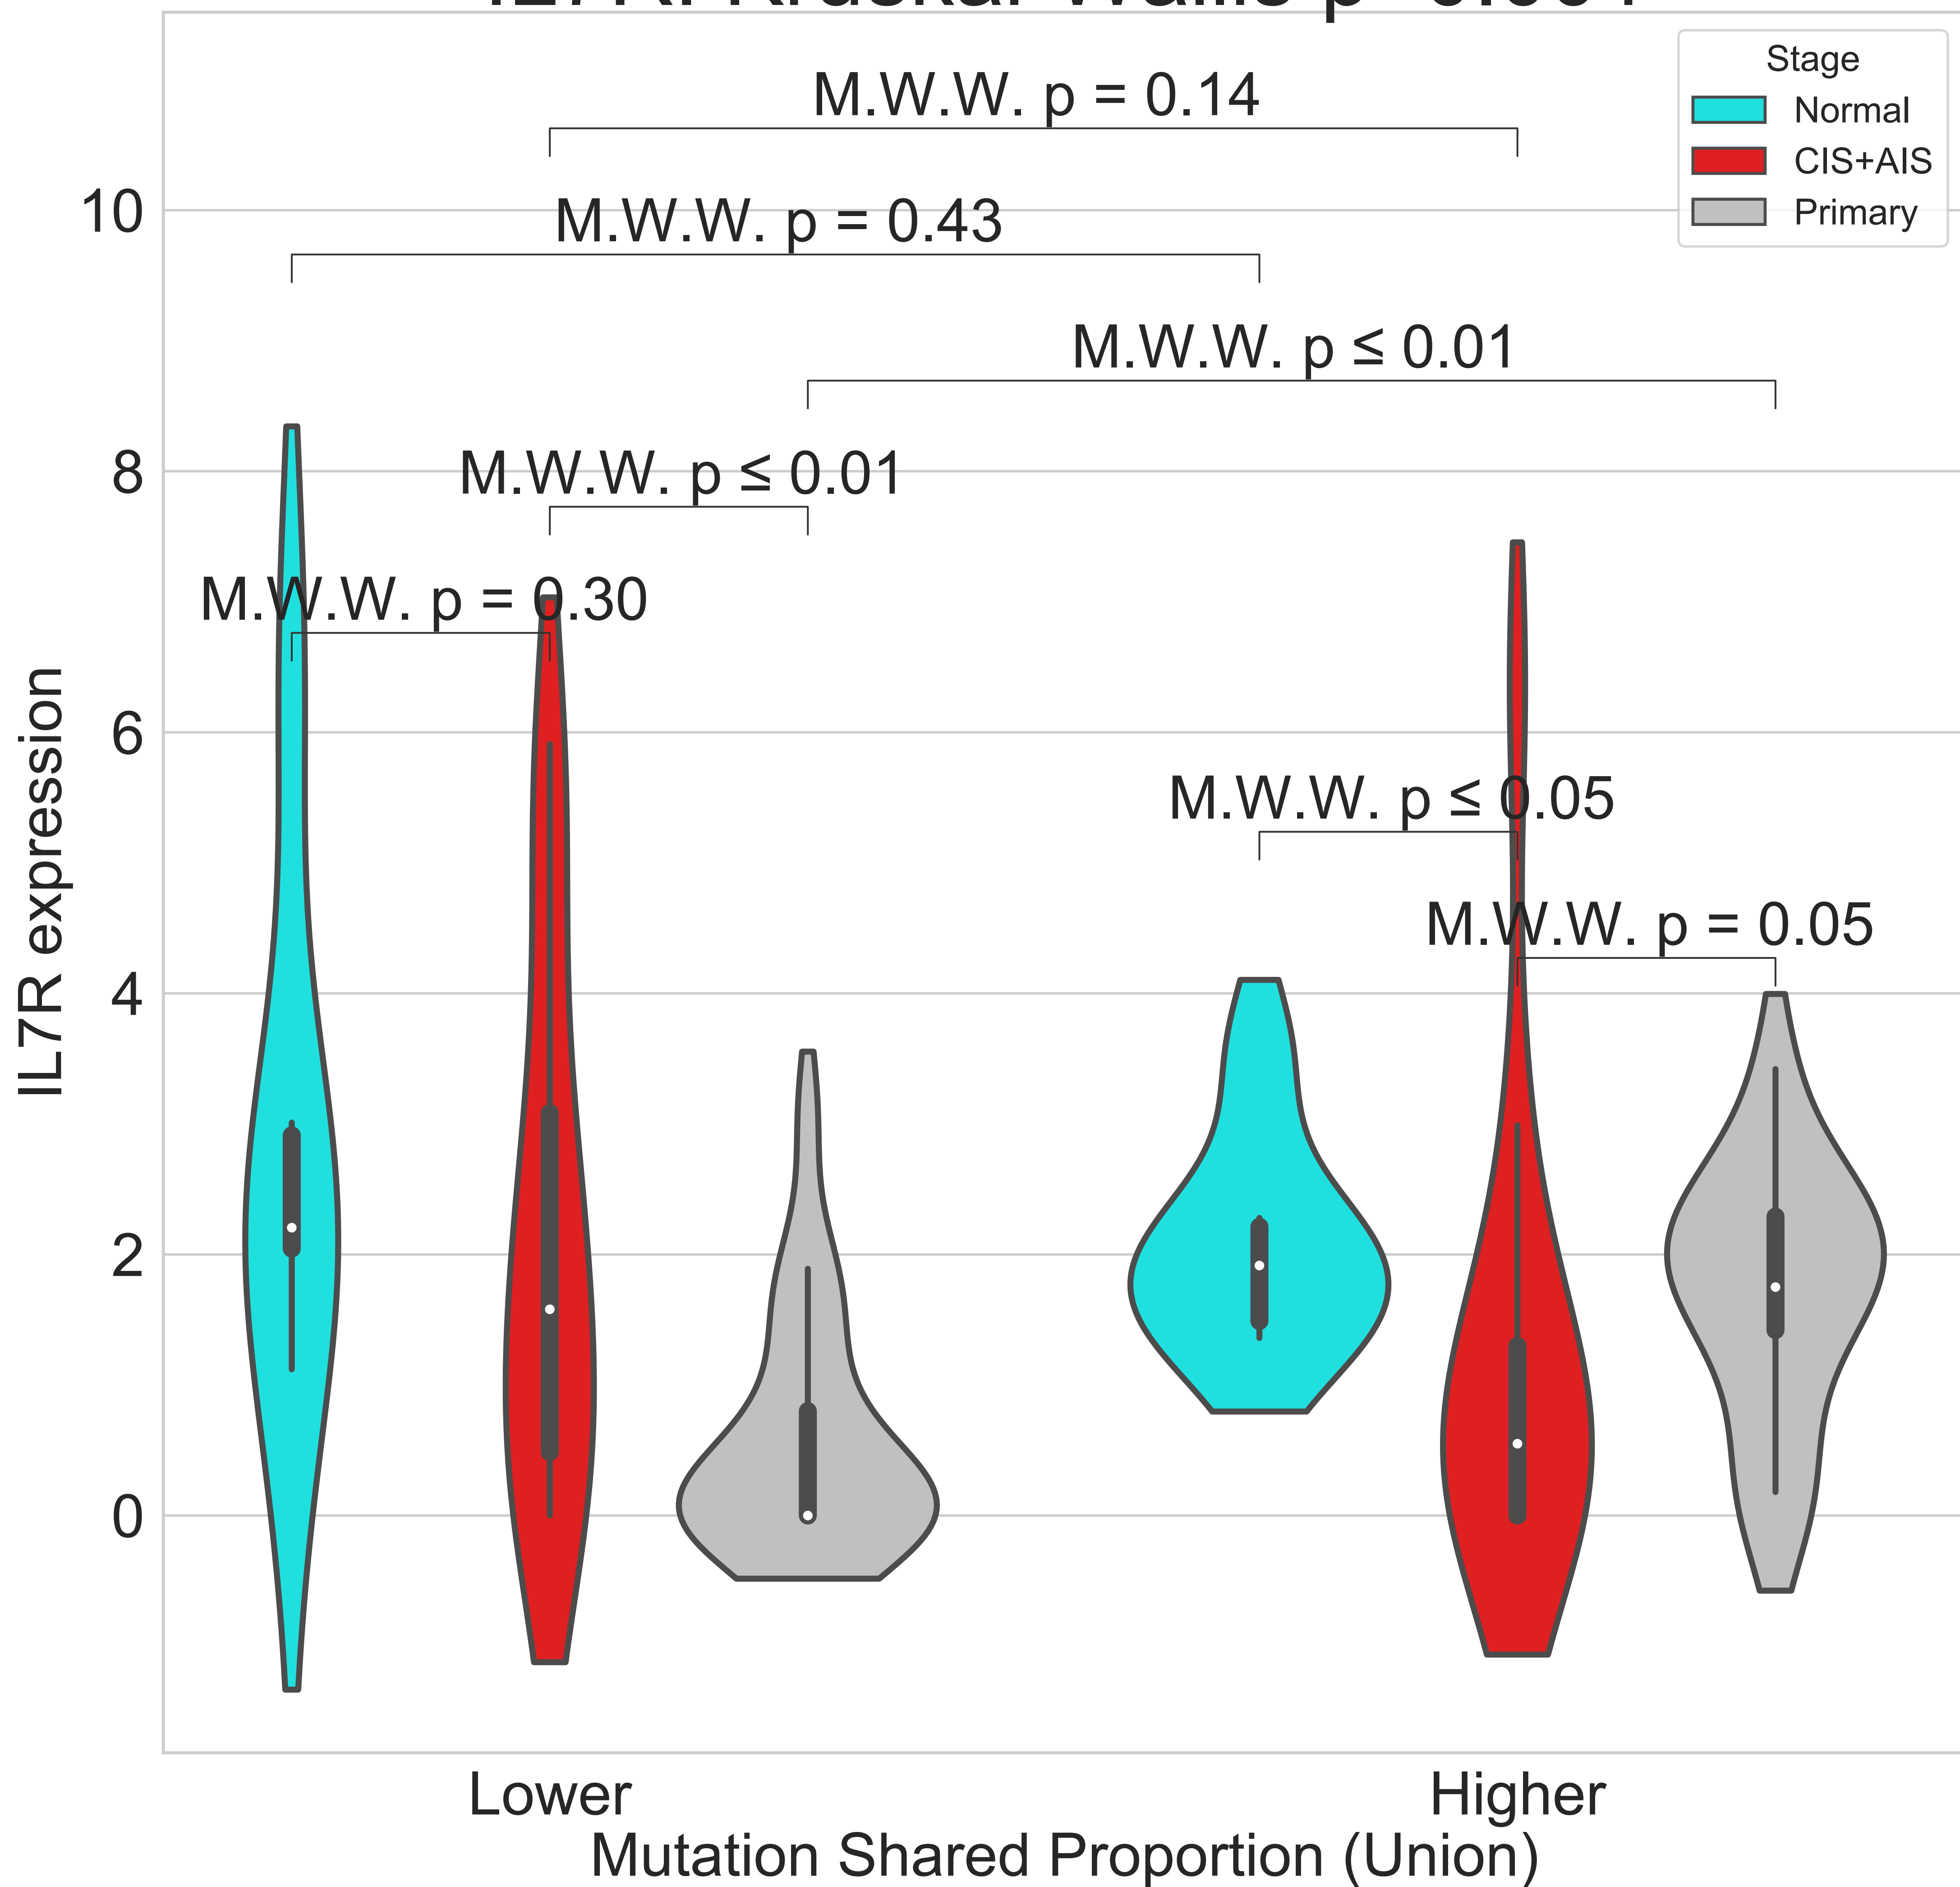 M.W.W. p = 0.14
M.W.W. p = 0.43
M.W.W. p ≤ 0.01
M.W.W. p ≤ 0.01
M.W.W. p = 0.30
M.W.W. p ≤ 0.05
M.W.W. p = 0.05
Stage
Normal
CIS+AIS
Primary
IL7R expression
10
8
6
4
2
0
Lower
Higher
Mutation Shared Proportion (Union)